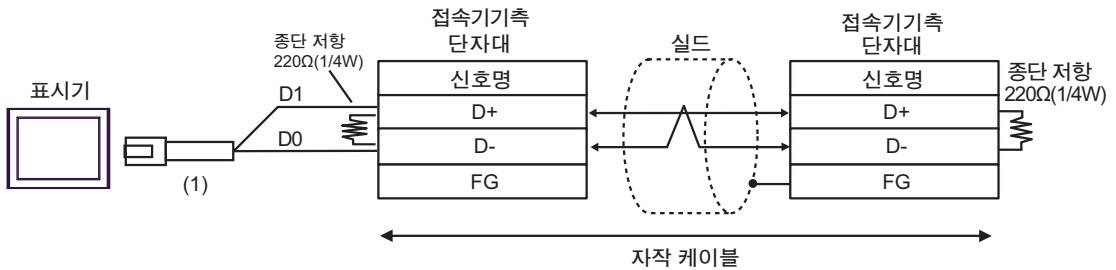 표시기
(1)
D1
D0
종단 저항
220Ω(1/4W)
접속기기측
단자대
신호명
D+
D-
FG
실드
접속기기측
단자대
신호명
D+
D-
FG
종단 저항
220Ω(1/4W)
자작 케이블